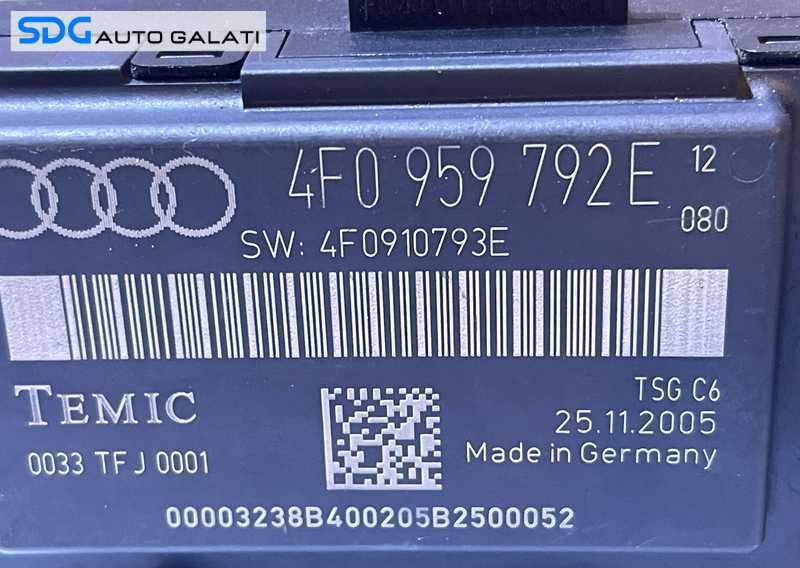 SDG AUTO GALATI
4F0 959 792E 12
080
SW: 4F0910793E
TEMIC
TSG C6
25.11.2005
0033 TFJ 0001
Made in Germany
00003238B400205B2500052